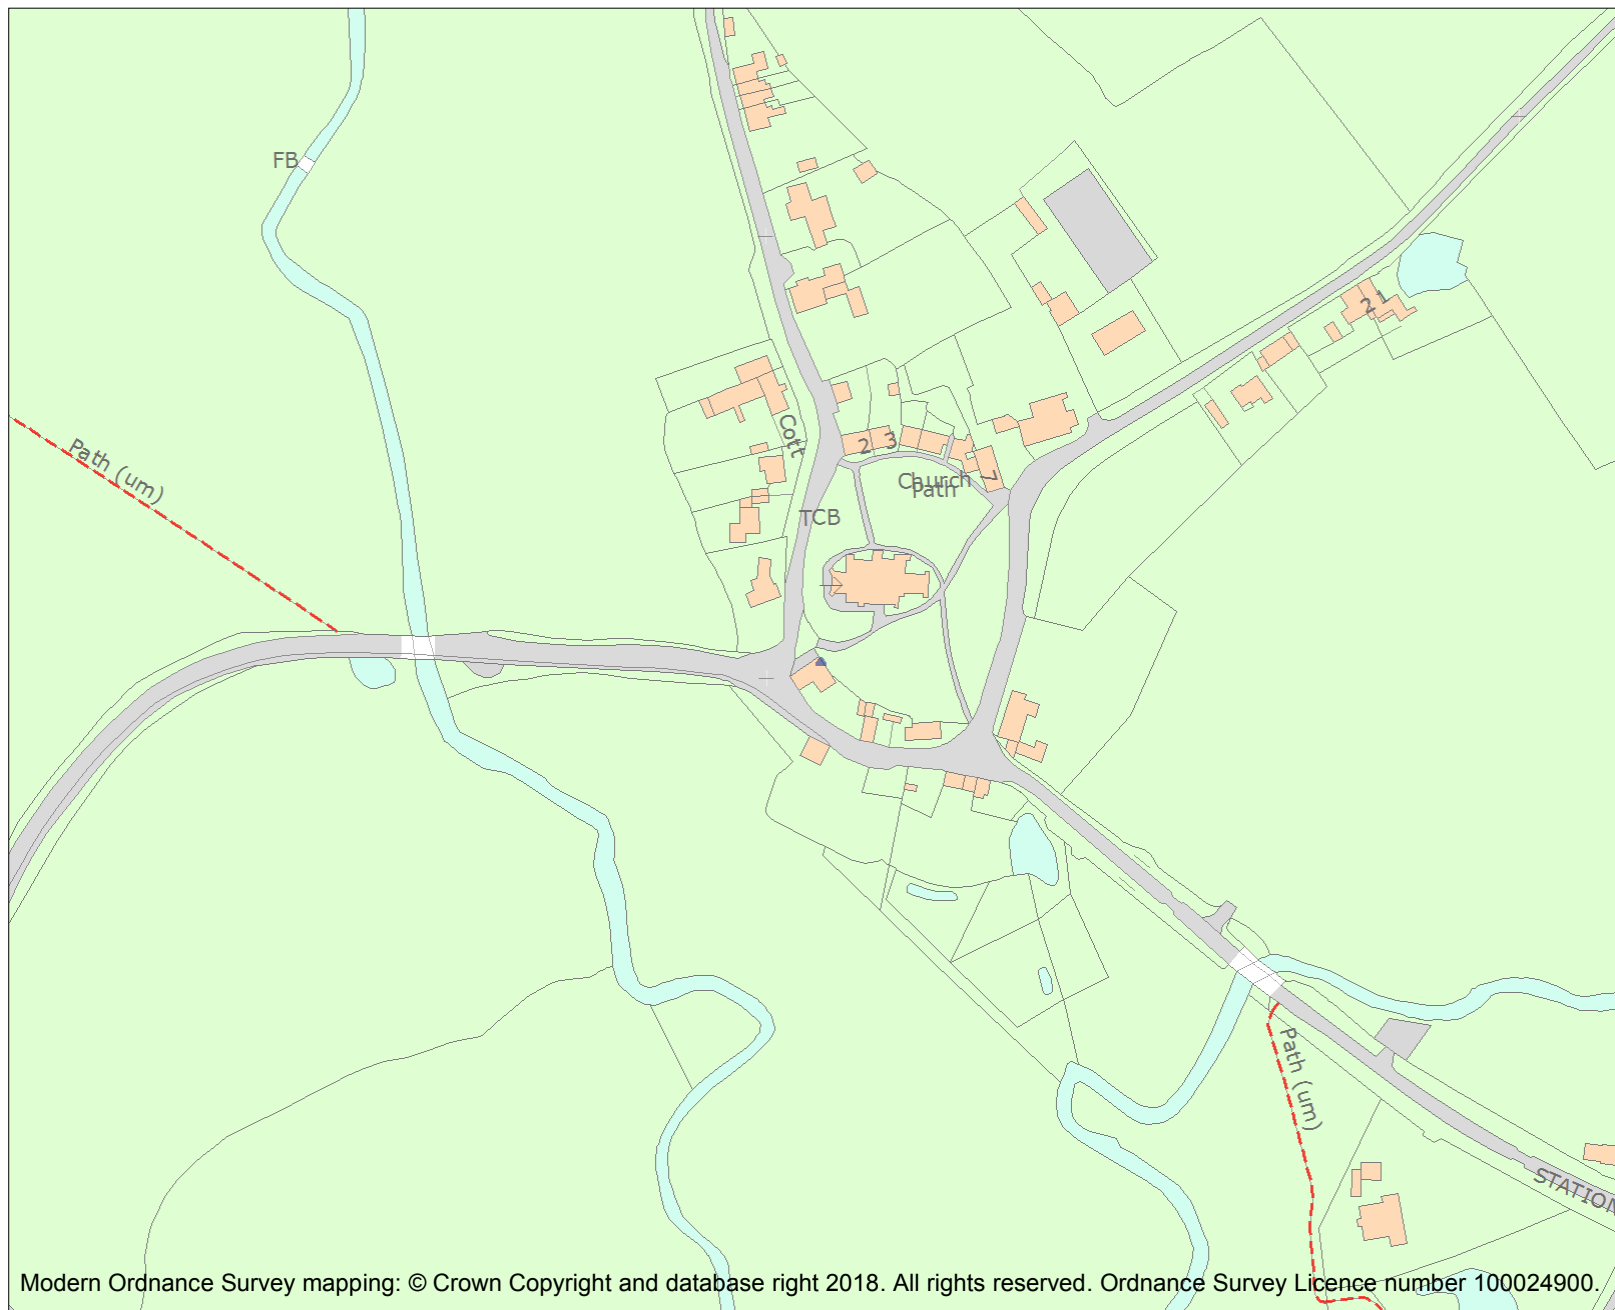 FB
2 1
Path (um)
Cott
2
3
7
Church
Path
TCB
Path (um)
STATION
Modern Ordnance Survey mapping: © Crown Copyright and database right 2018. All rights reserved. Ordnance Survey Licence number 100024900.